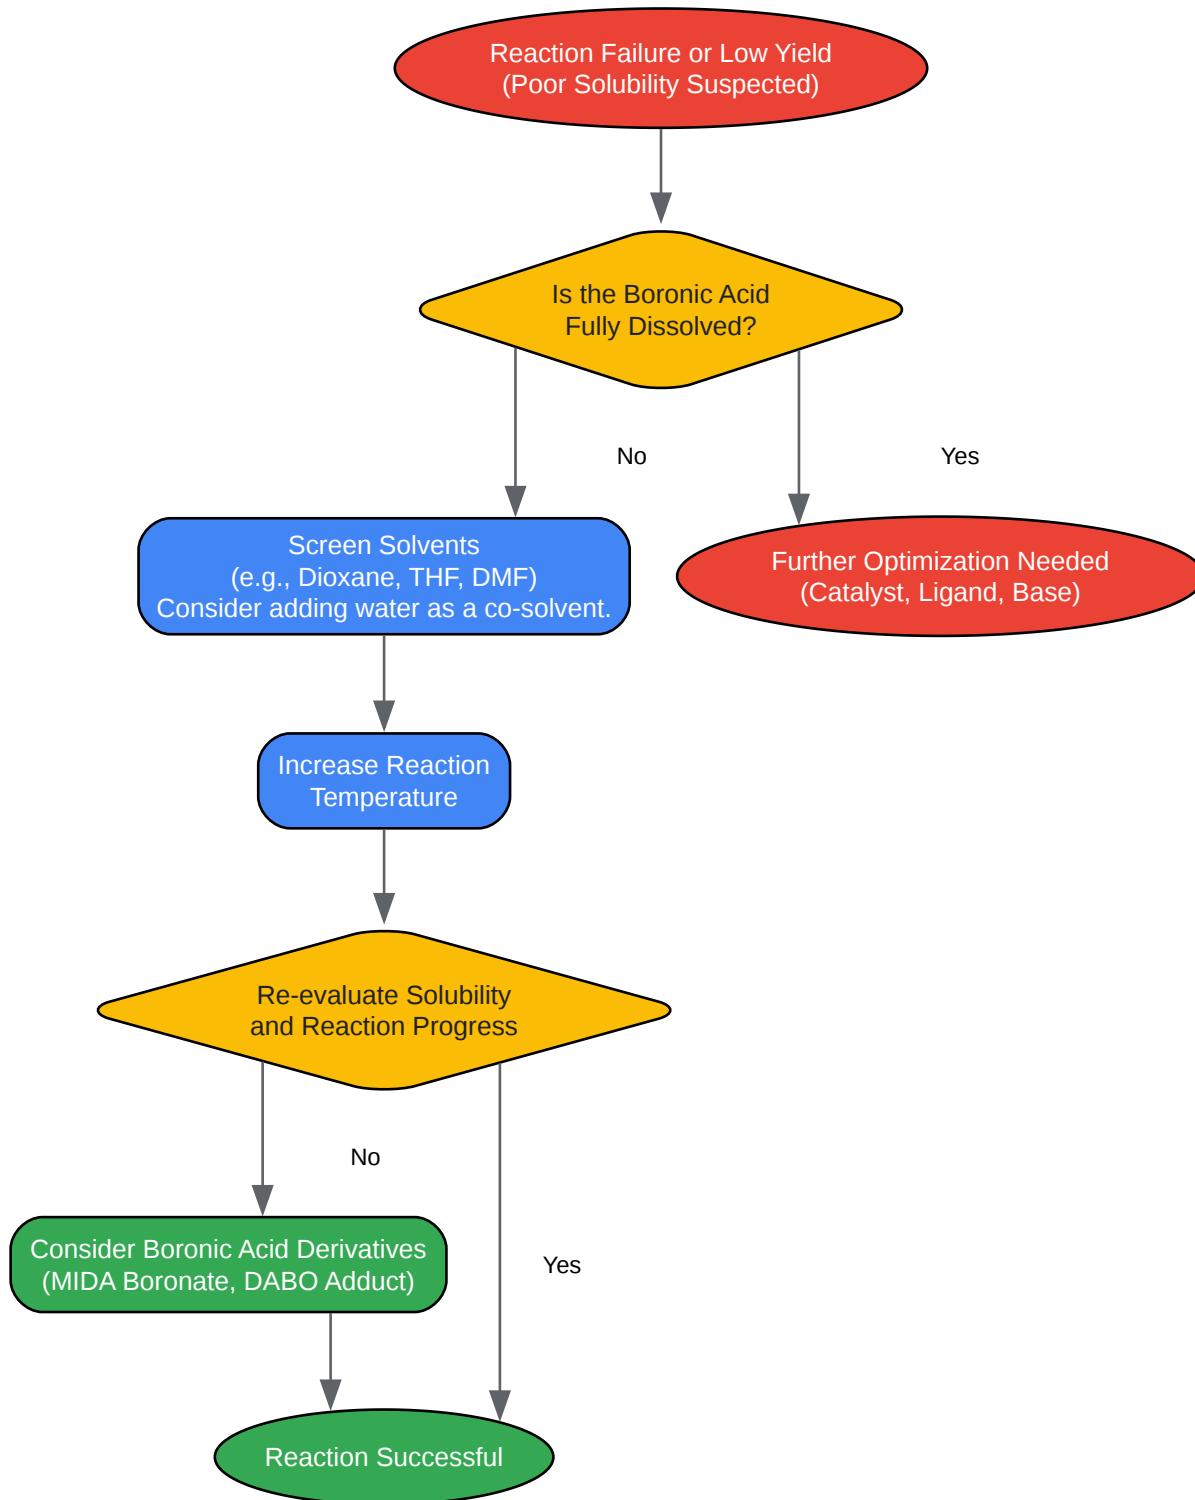 Reaction Failure or Low Yield
(Poor Solubility Suspected)
Is the Boronic Acid
Fully Dissolved?
No
Yes
Screen Solvents
(e.g., Dioxane, THF, DMF)
Consider adding water as a co-solvent.
Further Optimization Needed
(Catalyst, Ligand, Base)
Increase Reaction
Temperature
Re-evaluate Solubility
and Reaction Progress
No
Consider Boronic Acid Derivatives
(MIDA Boronate, DABO Adduct)
Yes
Reaction Successful